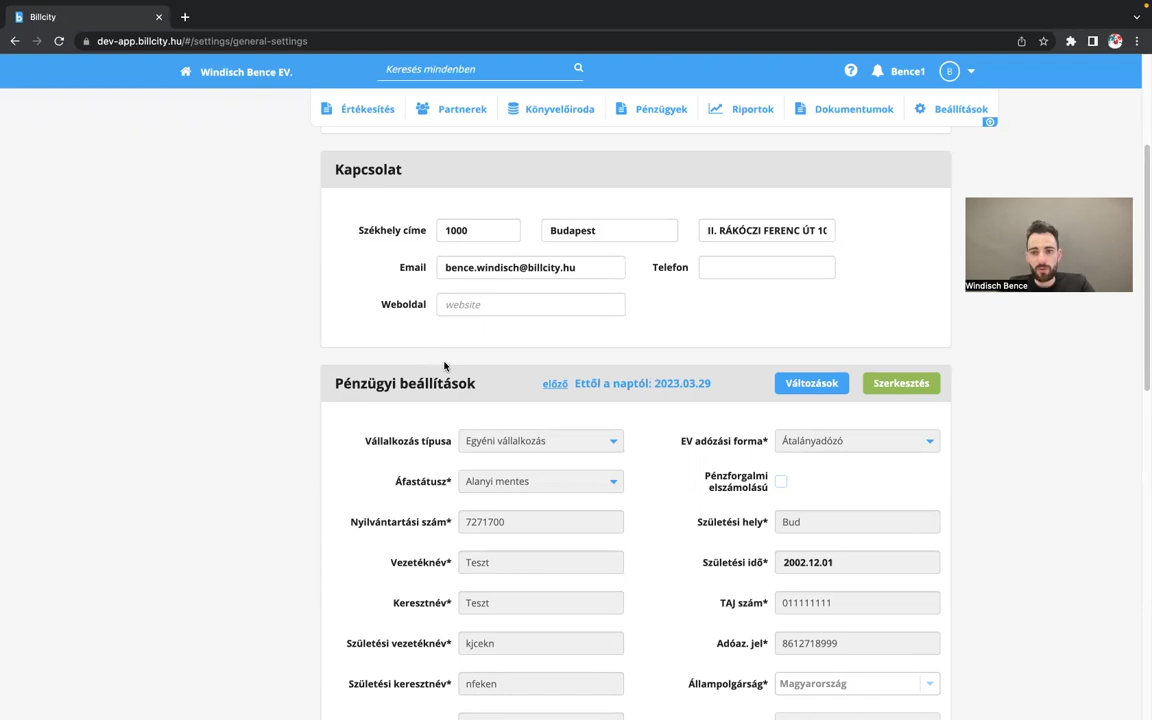 Billcity
dev-app.billcity.hu/#/settings/general-settings
Windisch Bence EV.
Keresés mindenben
Bence1
B
Értékesítés
Partnerek
Könyvelőiroda
Pénzügyek
Riportok
Dokumentumok
Beállítások
Kapcsolat
Székhely címe
1000
Budapest
II. RÁKÓCZI FERENC ÚT 1(
Email
bence.windisch@billcity.hu
Telefon
Weboldal
website
Windisch Bence
Pénzügyi beállítások
előző
Ettől a naptól: 2023.03.29
Változások
Szerkesztés
Vállalkozás típusa
Egyéni vállalkozás
EV adózási forma*
Átalányadózó
Áfastátusz*
Alanyi mentes
Pénzforgalmi
elszámolású
Nyilvántartási szám*
7271700
Születési hely*
Bud
Vezetéknév*
Teszt
Születési idő*
2002.12.01
Keresztnév*
Teszt
TAJ szám*
011111111
Születési vezetéknév*
kjcekn
Adóaz. jel*
8612718999
Születési keresztnév*
nfeken
Állampolgárság*
Magyarország